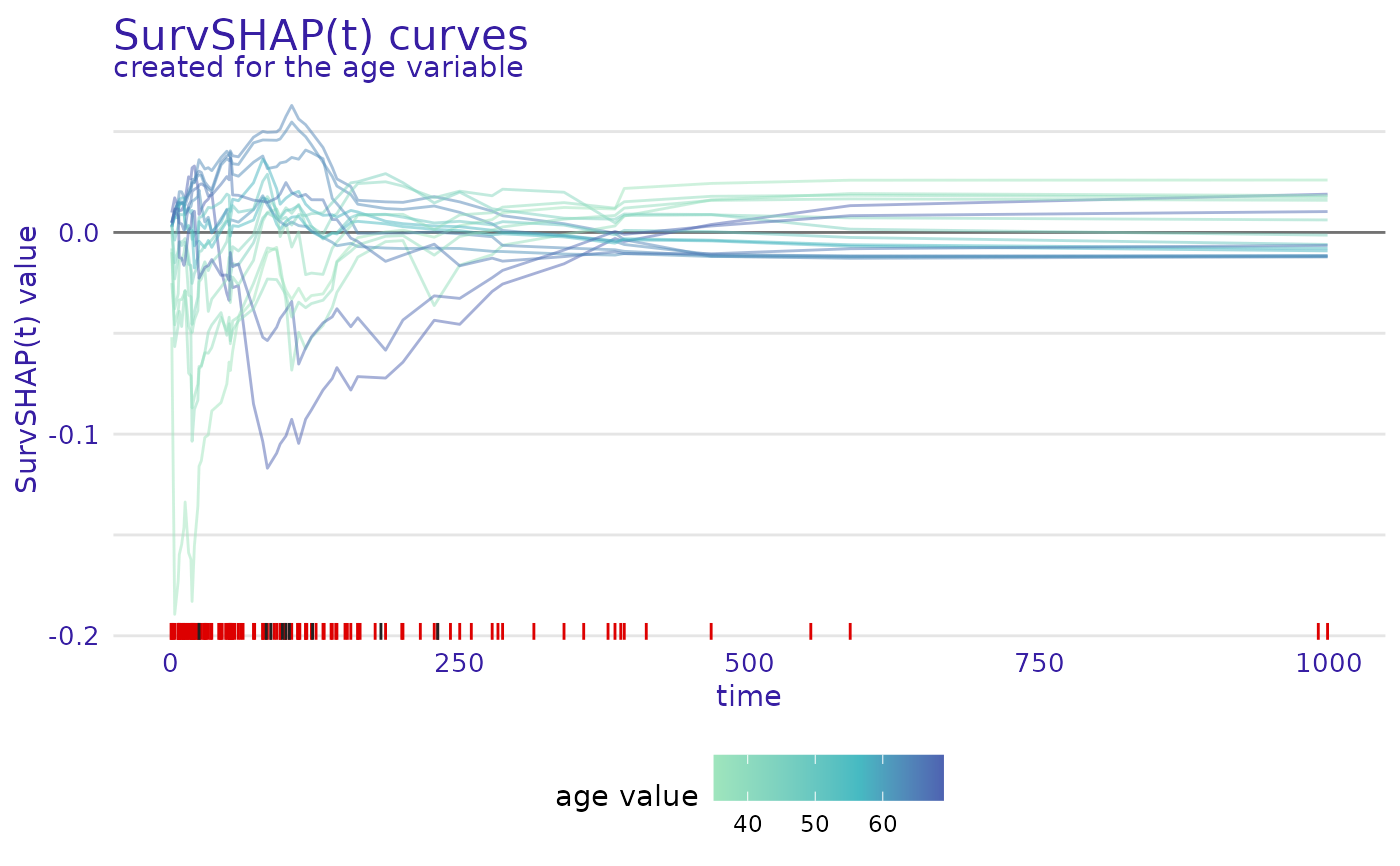 SurvSHAP(t) curves
created for the age variable
SurvSHAP(t) value
0.0
-0.1
-0.2
0 250 500 750 1000
time
age value
40 50 60